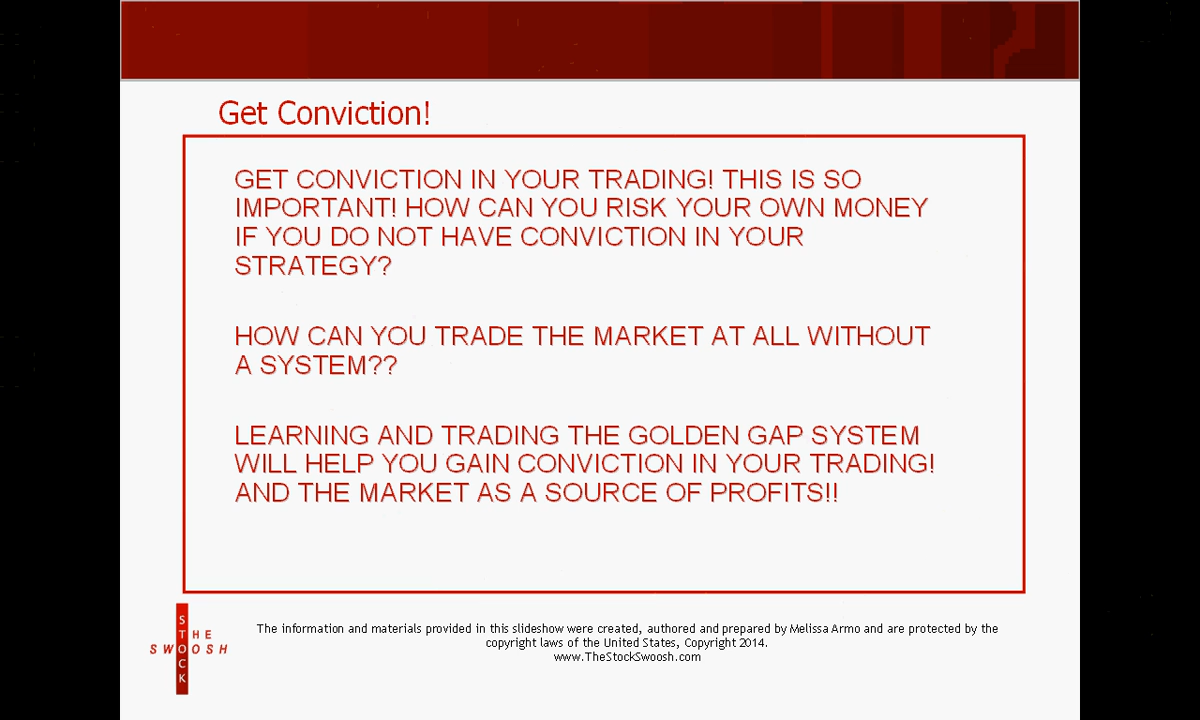 Get Conviction!
GET CONVICTION IN YOUR TRADING! THIS IS SO
IMPORTANT! HOW CAN YOU RISK YOUR OWN MONEY
IF YOU DO NOT HAVE CONVICTION IN YOUR
STRATEGY?
HOW CAN YOU TRADE THE MARKET AT ALL WITHOUT
A SYSTEM??
LEARNING AND TRADING THE GOLDEN GAP SYSTEM
WILL HELP YOU GAIN CONVICTION IN YOUR TRADING!
AND THE MARKET AS A SOURCE OF PROFITS!!
THE
STOCK
SWOOSH
The information and materials provided in this slideshow were created, authored and prepared by Melissa Armo and are protected by the
copyright laws of the United States, Copyright 2014.
www.TheStockSwoosh.com